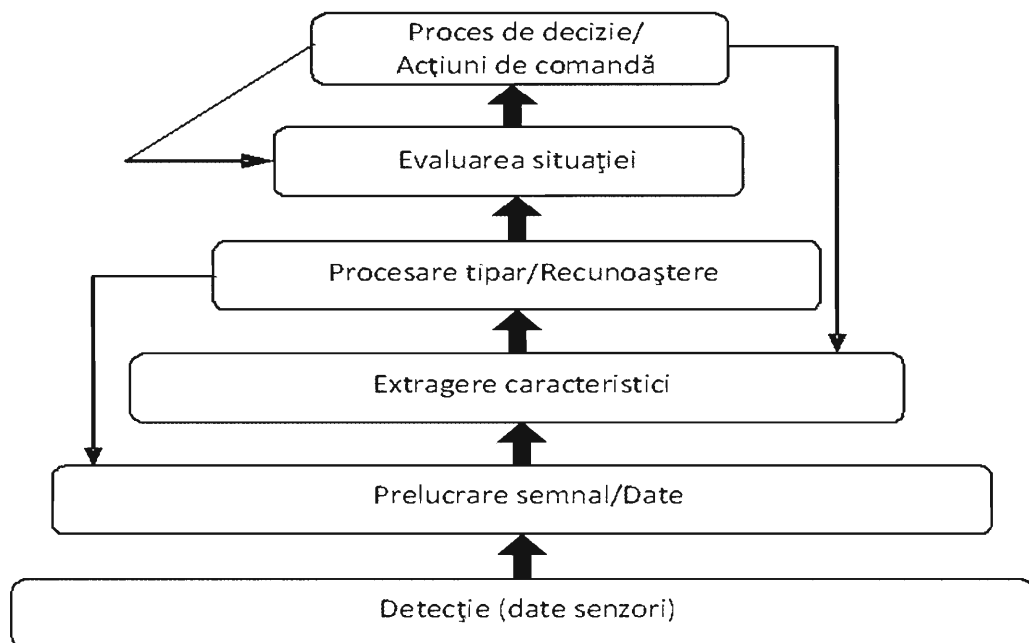 Proces de decizie/
Acţiuni de comandă
Evaluarea situaţiei
Procesare tipar/Recunoaştere
Extragere caracteristici
Prelucrare semnal/Date
Detecţie (date senzori)